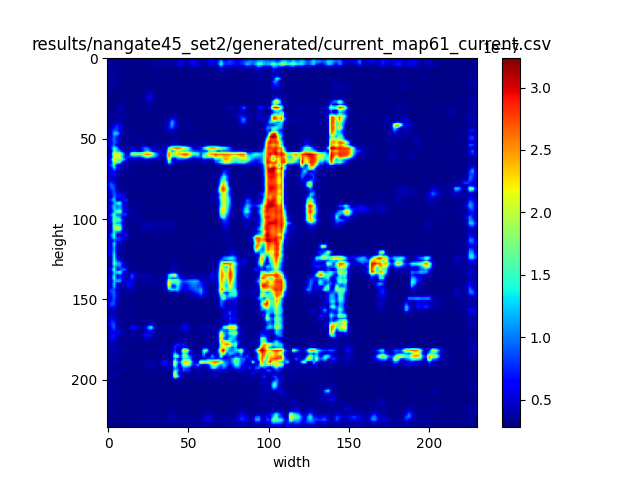 results/nangate45_set2/generated/current_map61_current.csv
1e−7
0
50
100
150
200
height
0 50 100 150 200
width
3.0
2.5
2.0
1.5
1.0
0.5